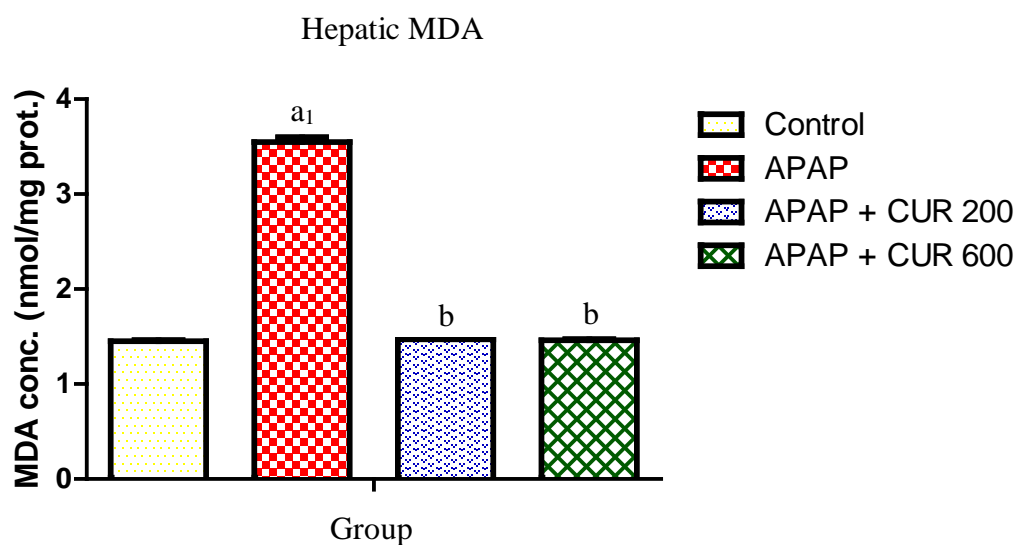 Hepatic MDA
MDA conc. (nmol/mg prot.)
4
3
2
1
0
a₁
b
b
Group
Control
APAP
APAP + CUR 200
APAP + CUR 600